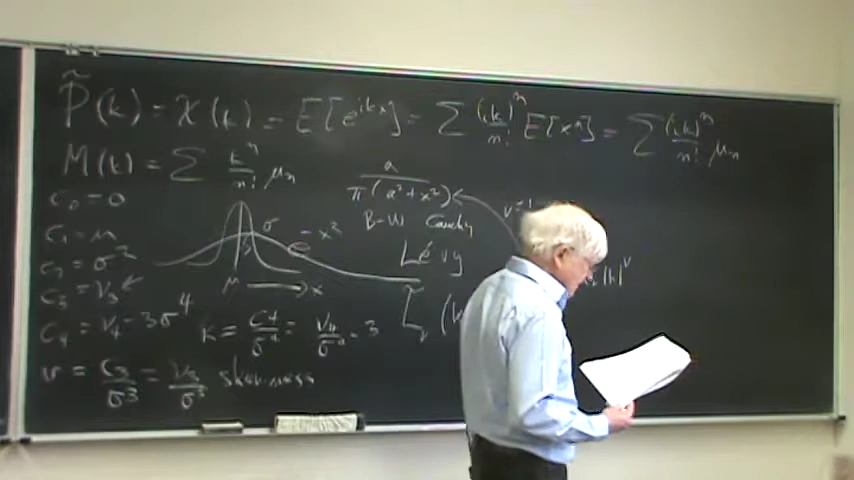 P̃(k) = χ(k) = E[e^{ikx}] = Σ (ik)^n/n! E[x^n] = Σ (ik)^n/n! μ_n
M(k) = Σ k^n/n! μ_n
a/π(a²+x²)
c_0 = 0
B-W Cauchy
c_1 = μ
σ
e^{-x²}
Lévy
c_2 = σ²
|k|^ν
c_3 = ν_3
μ → x
c_4 = ν_4 - 3σ^4
κ = c_4/σ^4 = ν_4/σ^4 - 3
= c_3/σ^3 = ν_3/σ^3 skewness